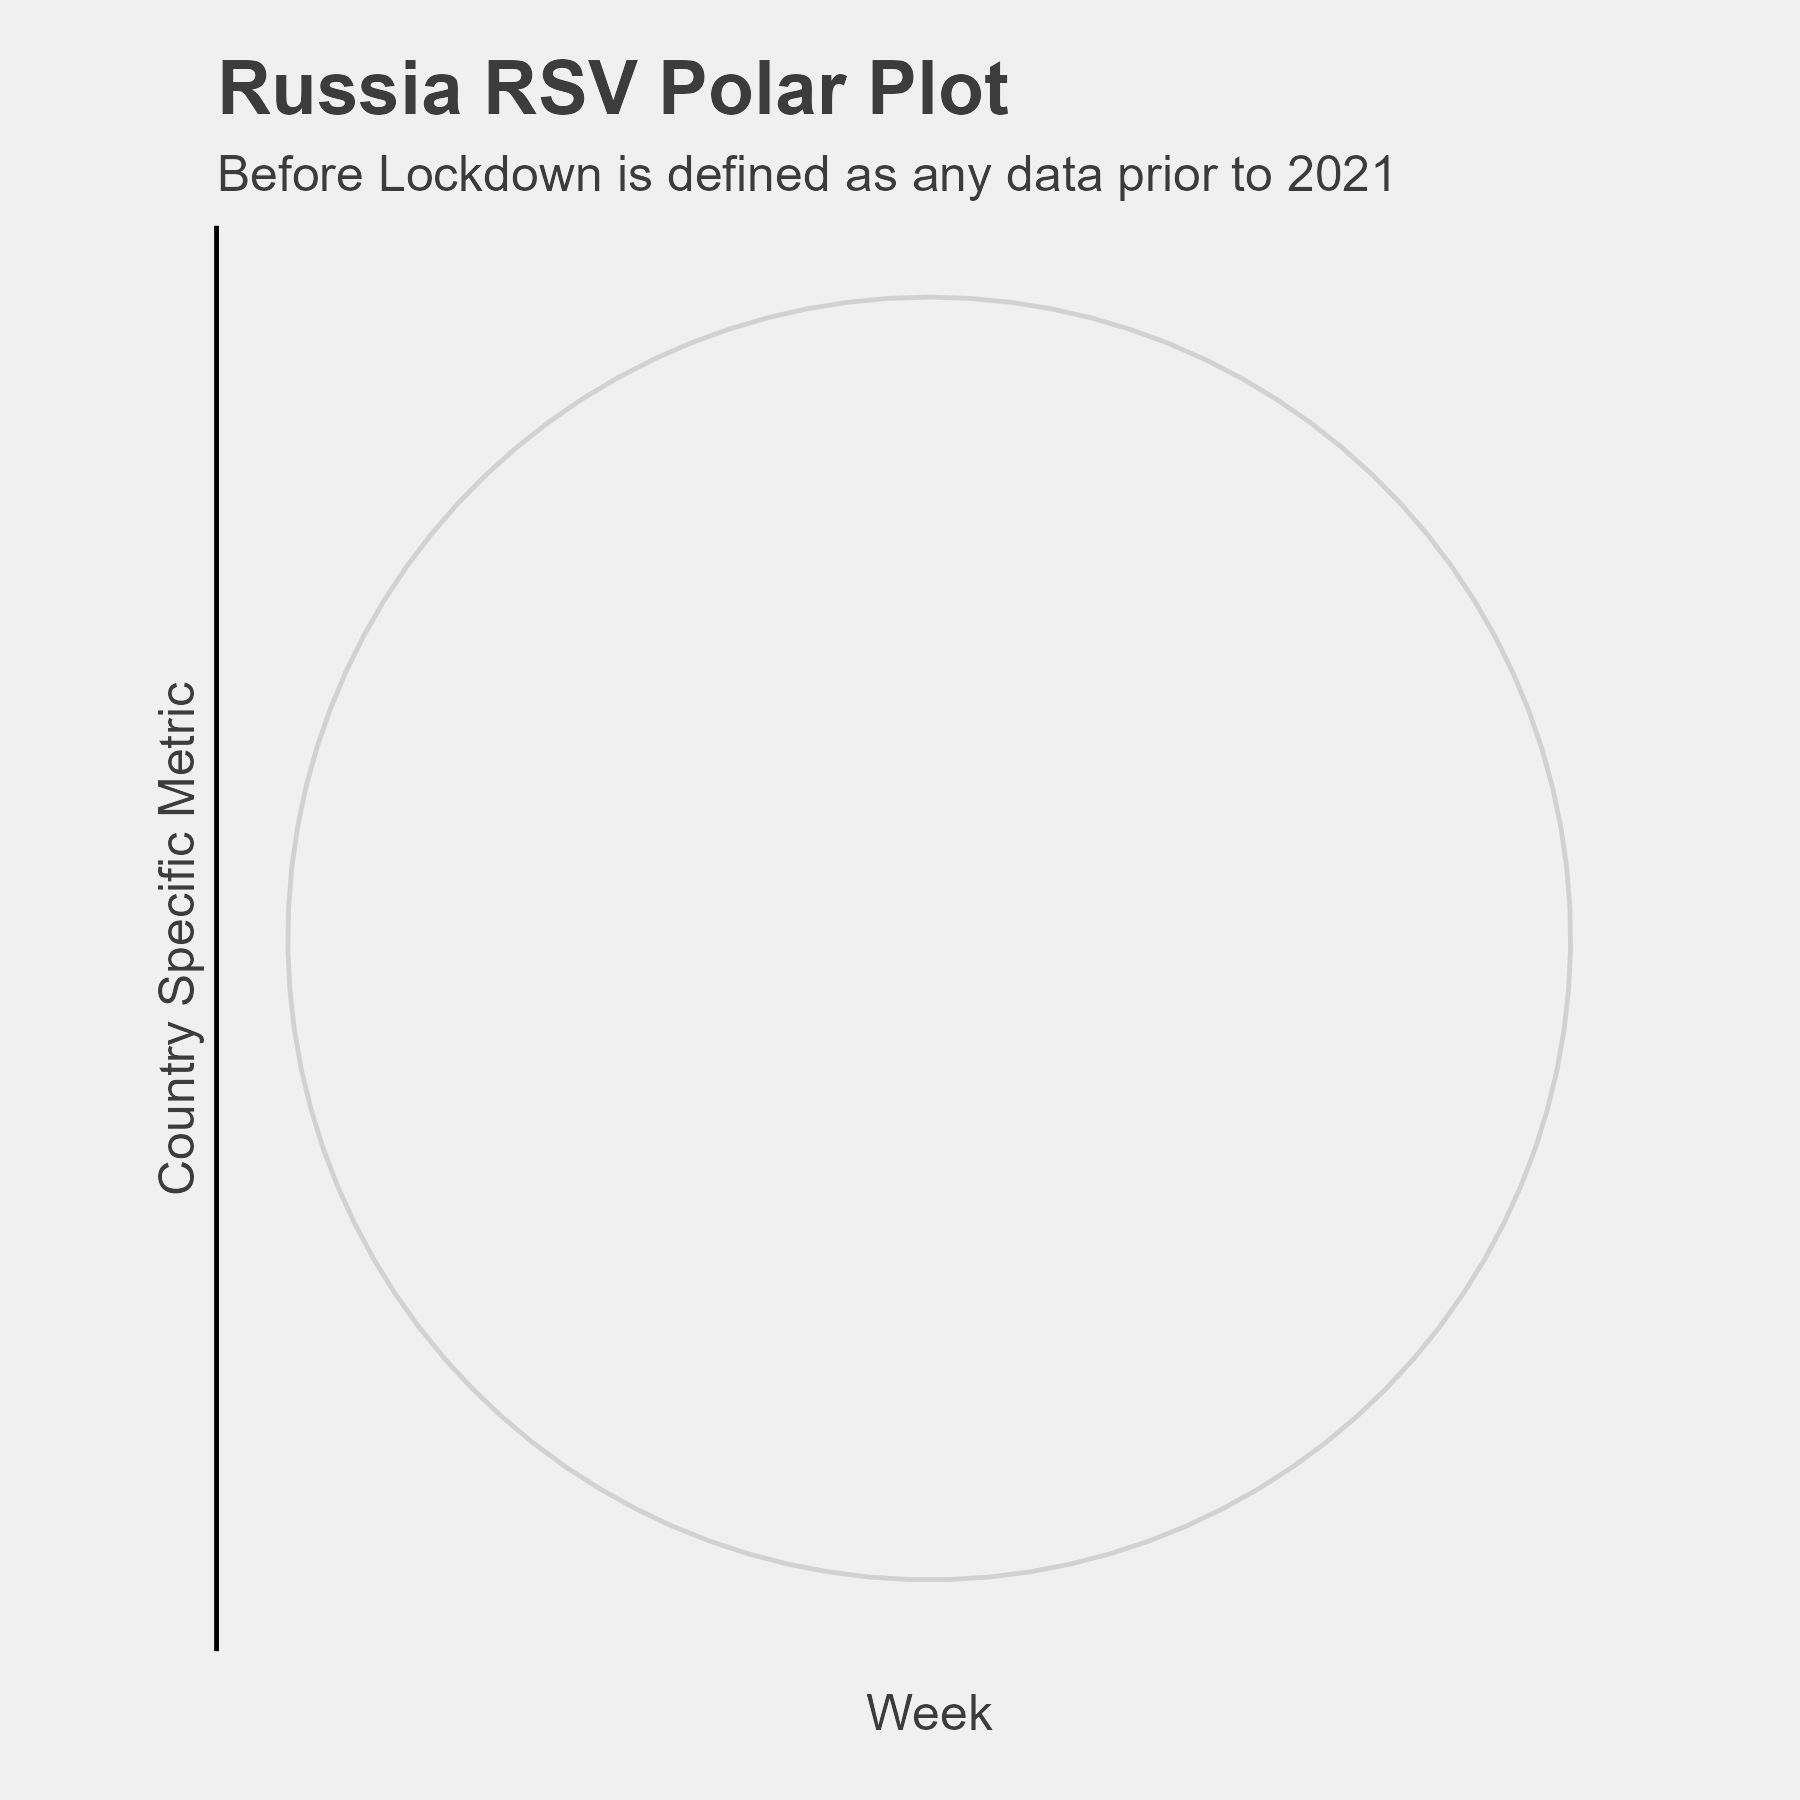 Russia RSV Polar Plot
Before Lockdown is defined as any data prior to 2021
Country Specific Metric
Week